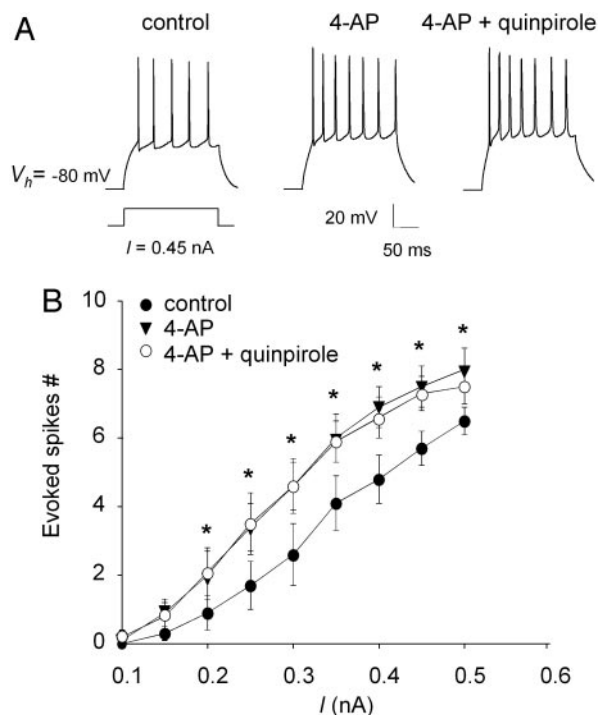 A
control
4-AP
4-AP + quinpirole
Vh= -80 mV
I = 0.45 nA
20 mV
50 ms
B
control
4-AP
4-AP + quinpirole
Evoked spikes #
10
8
6
4
2
0
* * * * * * *
0.1 0.2 0.3 0.4 0.5 0.6
I (nA)